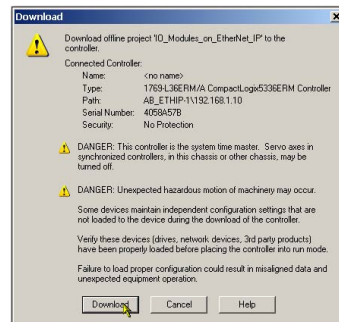 Download
Download offline project 'IO_Modules_on_EtherNet_IP' to the
controller.
Connected Controller:
Name: <no name>
Type: 1769-L36ERM/A CompactLogix5336ERM Controller
Path: AB_ETHIP-1\192.168.1.10
Serial Number: 4058A57B
Security: No Protection
DANGER: This controller is the system time master. Servo axes in
synchronized controllers, in this chassis or other chassis, may be
turned off.
DANGER: Unexpected hazardous motion of machinery may occur.
Some devices maintain independent configuration settings that are
not loaded to the device during the download of the controller.
Verify these devices (drives, network devices, 3rd party products)
have been properly loaded before placing the controller into run mode.
Failure to load proper configuration could result in misaligned data and
unexpected equipment operation.
Download Cancel Help